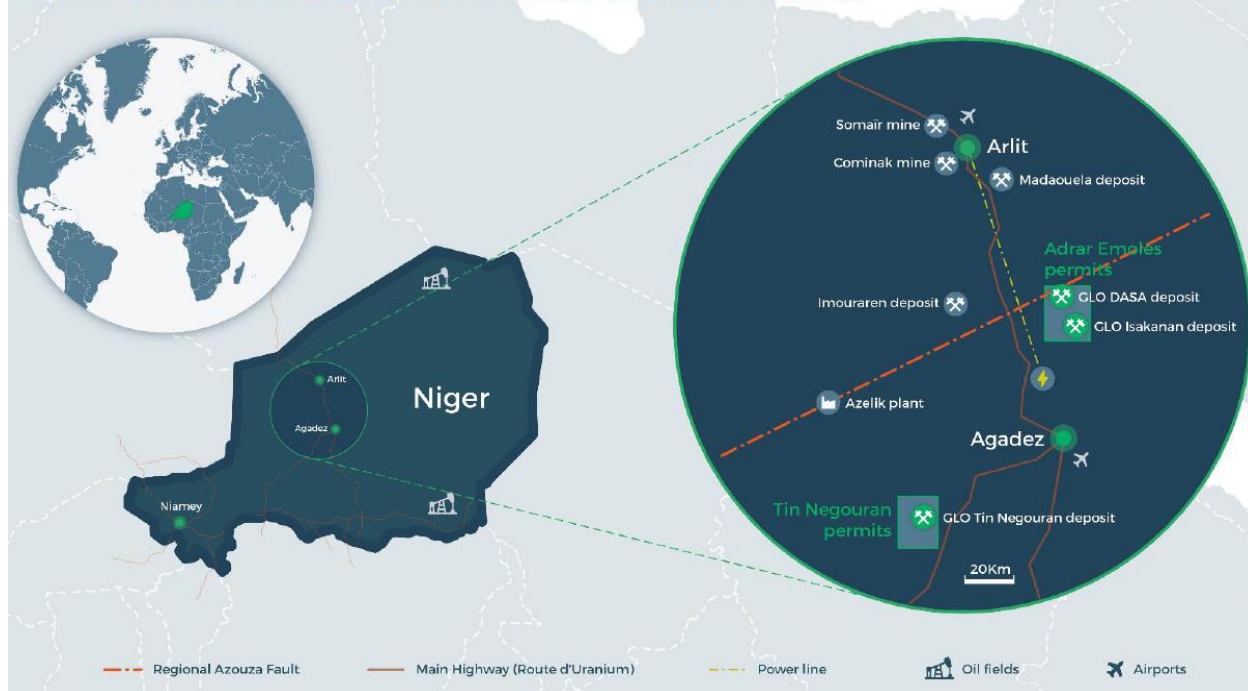 Somaïr mine
Arlit
Cominak mine
Madaouela deposit
Adrar Emoles
permits
GLO DASA deposit
Imouraren deposit
GLO Isakanan deposit
Arlit
Niger
Azelik plant
Agadez
Agadez
Niamey
Tin Negouran
permits
GLO Tin Negouran deposit
20Km
Regional Azouza Fault
Main Highway (Route d'Uranium)
Power line
Oil fields
Airports